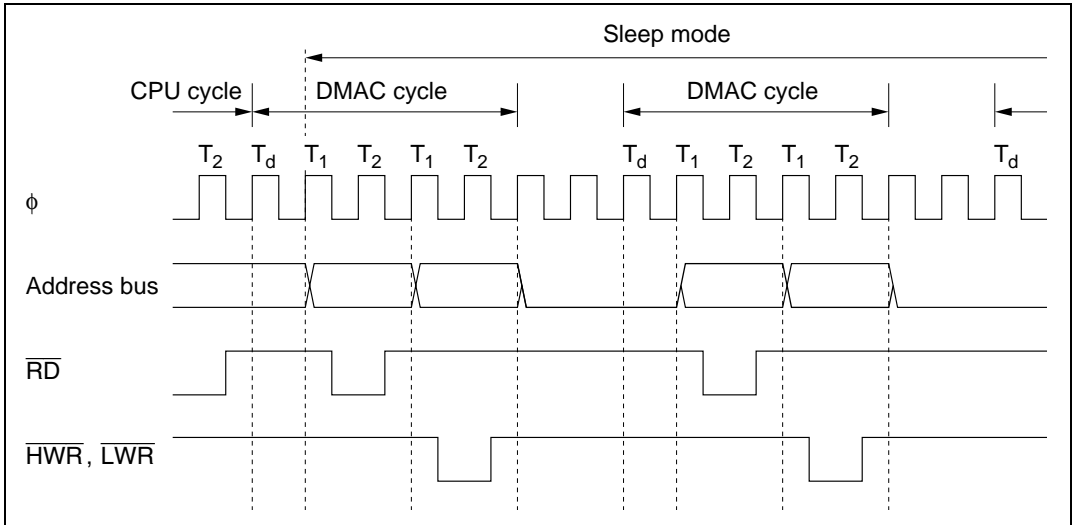 Sleep mode
CPU cycle DMAC cycle DMAC cycle
T2 Td T1 T2 T1 T2 Td T1 T2 T1 T2 Td
ϕ
Address bus
RD
HWR, LWR